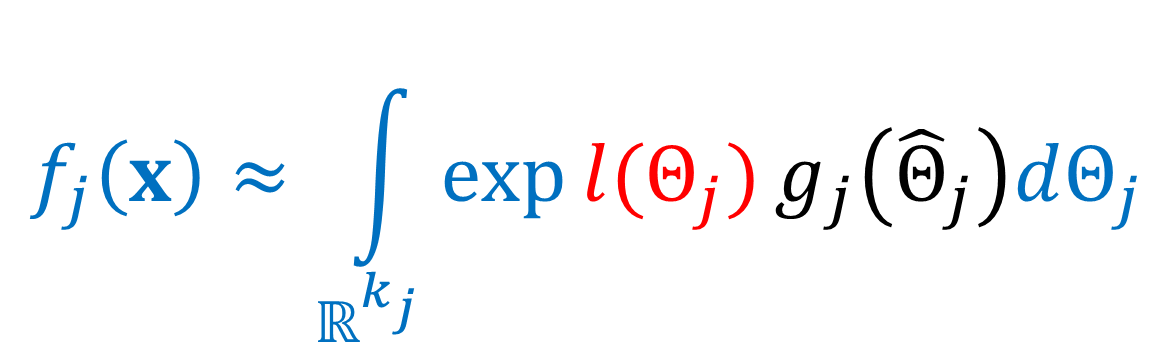 f_j(𝐱) ≈ ∫_{ℝ^{k_j}} exp l(Θ_j) g_j(Θ̂_j) dΘ_j